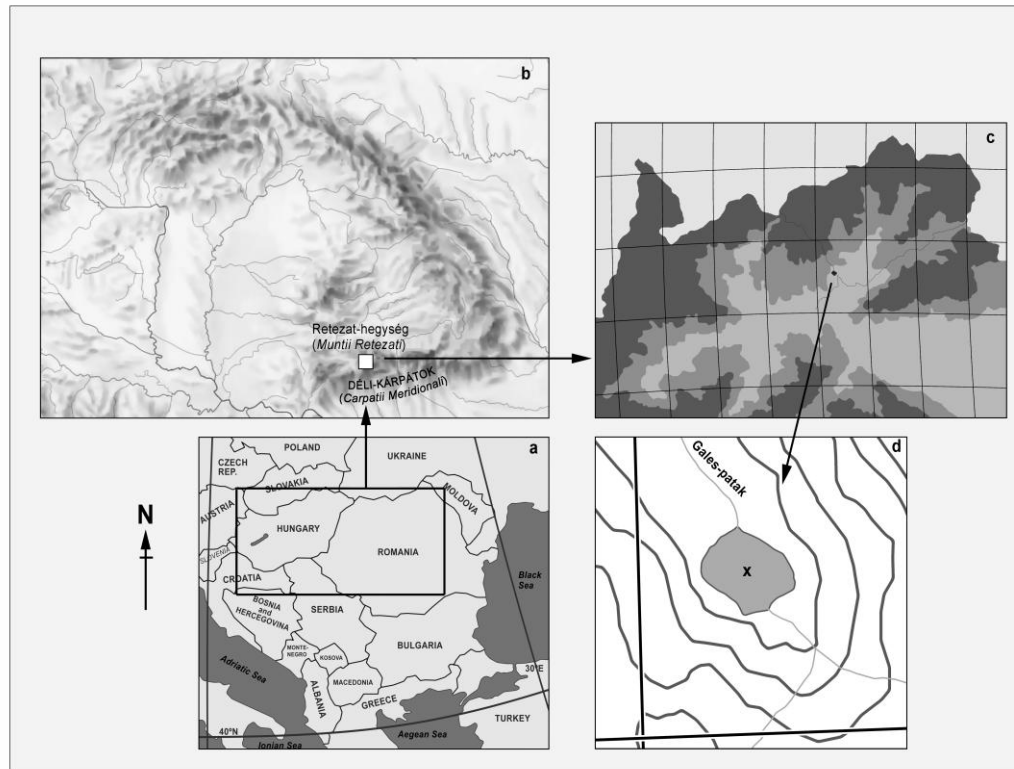 b
Retezat-hegység
(Muntii Retezati)
DÉLI-KÁRPÁTOK
(Carpatii Meridionali)
c
N
a
POLAND
CZECH
REP.
UKRAINE
SLOVAKIA
MOLDOVA
AUSTRIA
HUNGARY
ROMANIA
SLOVENIA
CROATIA
BOSNIA
and
HERCEGOVINA
SERBIA
Black
Sea
MONTE-
NEGRO
KOSOVA
BULGARIA
Adriatic Sea
MACEDONIA
ALBANIA
GREECE
30°E
TURKEY
40°N
Ionian Sea
Aegean Sea
d
Gales-patak
x